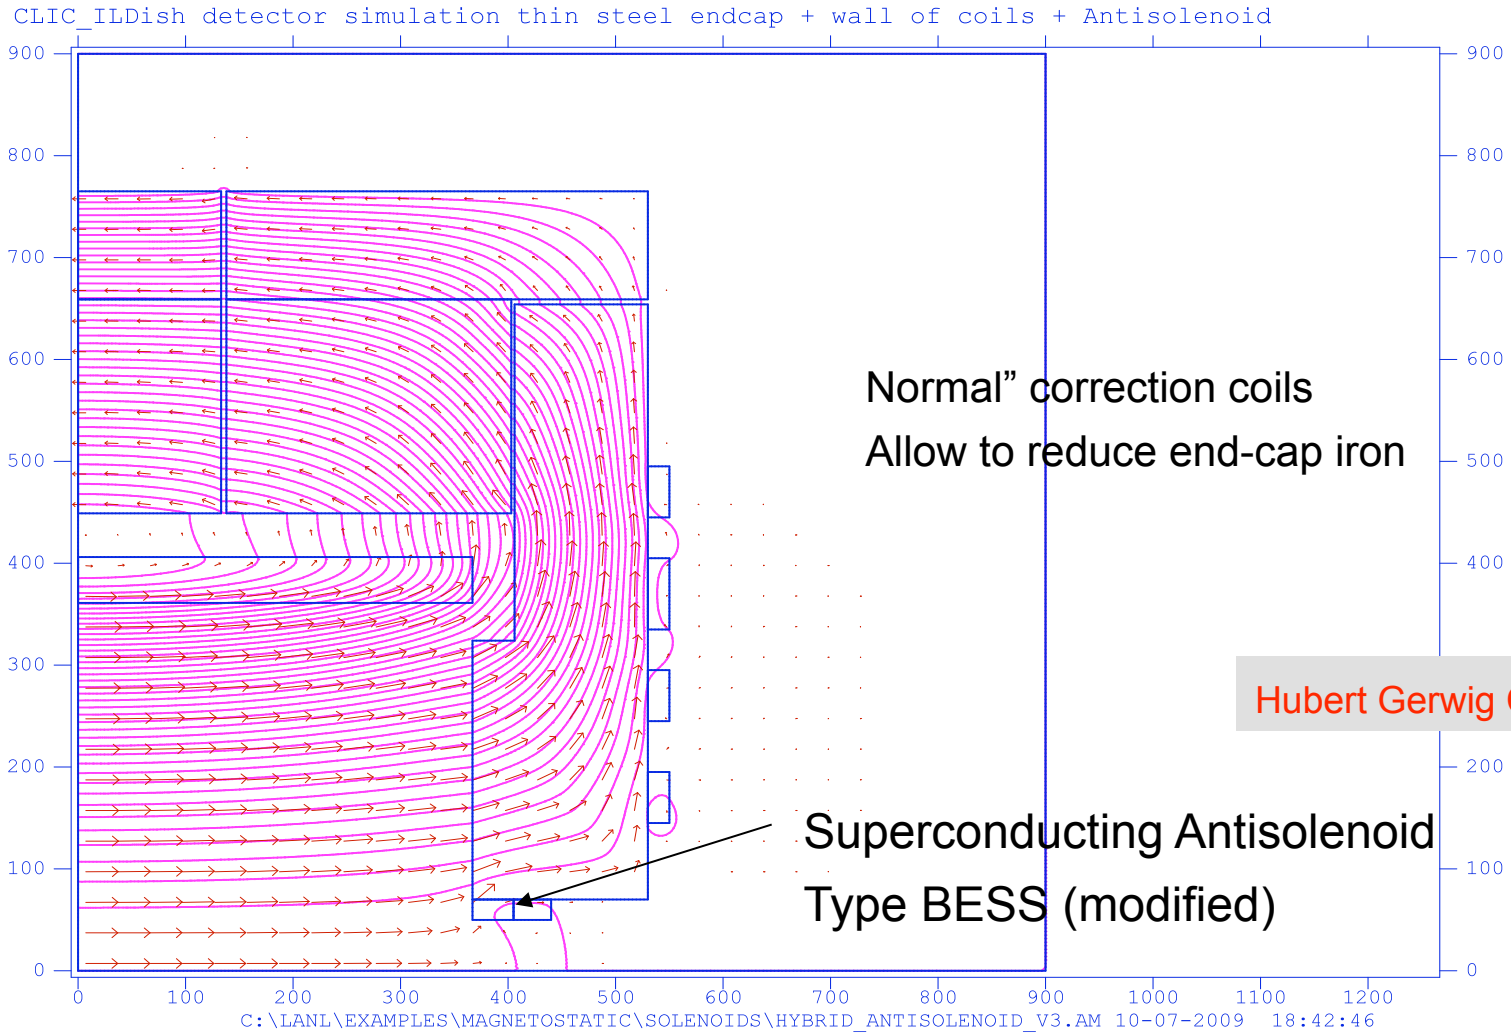 CLIC_ILDish detector simulation thin steel endcap + wall of coils + Antisolenoid
900
900
800
800
700
700
600
600
Normal” correction coils
Allow to reduce end-cap iron
500
500
400
400
300
300
Hubert Gerwig
200
200
Superconducting Antisolenoid
100
100
Type BESS (modified)
0
0
0 100 200 300 400 500 600 700 800 900 1000 1100 1200
C:\LANL\EXAMPLES\MAGNETOSTATIC\SOLENOIDS\HYBRID_ANTISOLENOID_V3.AM 10-07-2009 18:42:46